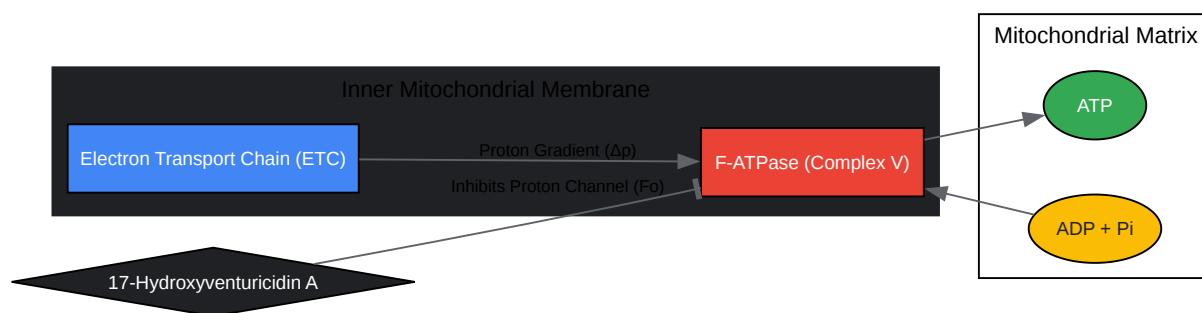 Mitochondrial Matrix
Inner Mitochondrial Membrane
ATP
Electron Transport Chain (ETC)
Proton Gradient (Δp)
F-ATPase (Complex V)
Inhibits Proton Channel (Fo)
ADP + Pi
17-Hydroxyventuricidin A